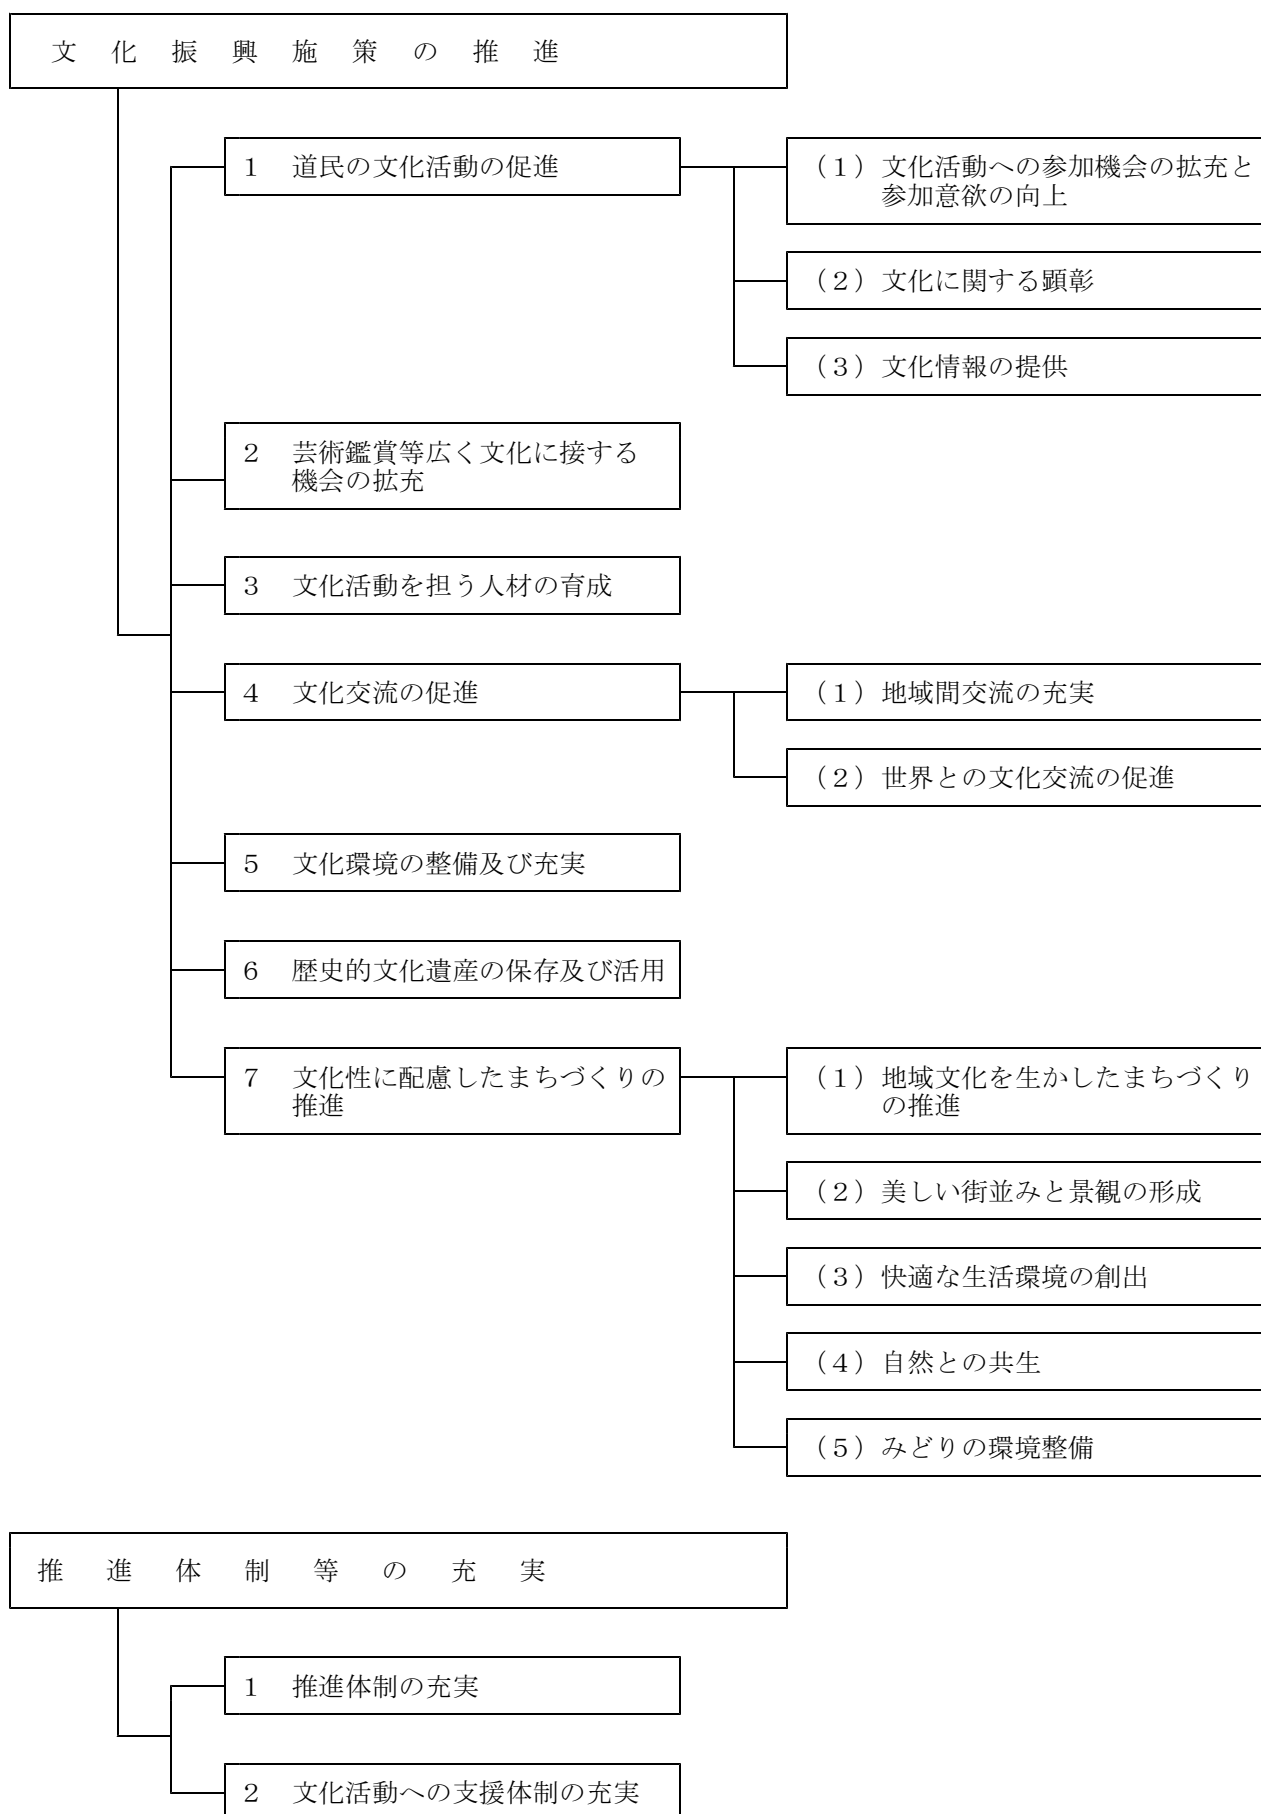 文化振興施策の推進
1 道民の文化活動の促進
(1)文化活動への参加機会の拡充と
参加意欲の向上
(2)文化に関する顕彰
(3)文化情報の提供
2 芸術鑑賞等広く文化に接する
機会の拡充
3 文化活動を担う人材の育成
4 文化交流の促進
(1)地域間交流の充実
(2)世界との文化交流の促進
5 文化環境の整備及び充実
6 歴史的文化遺産の保存及び活用
7 文化性に配慮したまちづくりの
推進
(1)地域文化を生かしたまちづくり
の推進
(2)美しい街並みと景観の形成
(3)快適な生活環境の創出
(4)自然との共生
(5)みどりの環境整備
推進体制等の充実
1 推進体制の充実
2 文化活動への支援体制の充実